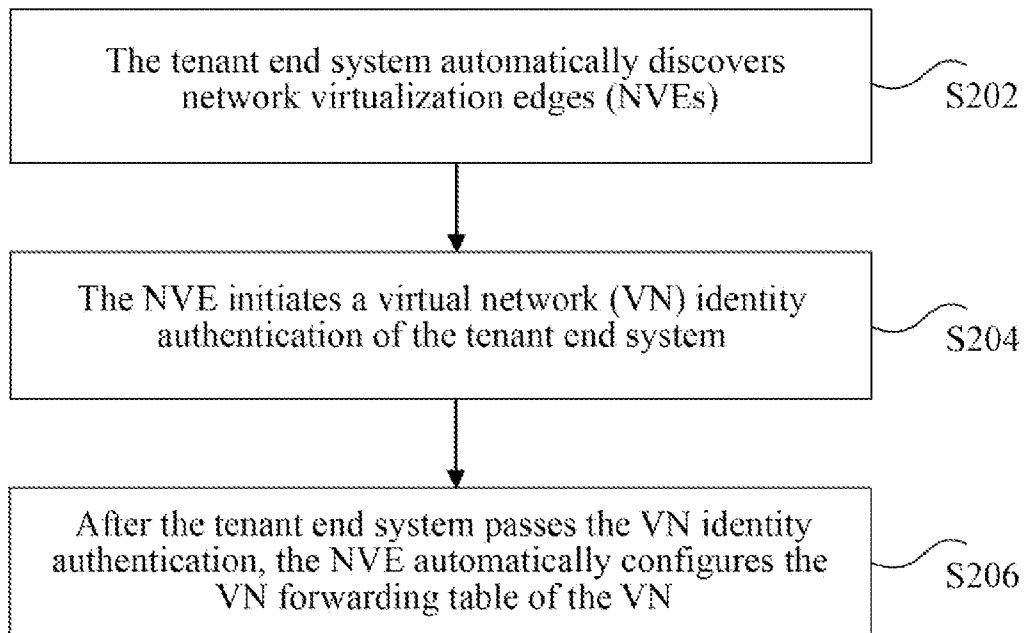 The tenant end system automatically discovers
network virtualization edges (NVEs)
S202
The NVE initiates a virtual network (VN) identity
authentication of the tenant end system
S204
After the tenant end system passes the VN identity
authentication, the NVE automatically configures the
VN forwarding table of the VN
S206